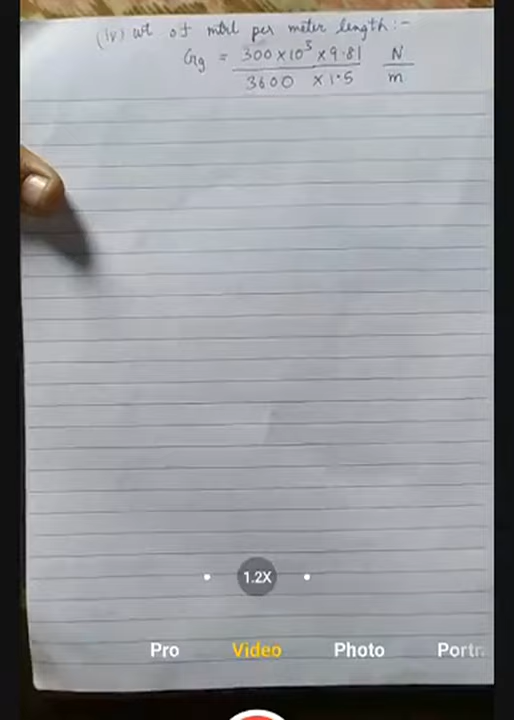 (iv) wt of mtrl per meter length:-
Gg = 300×10³×9.81 N
3600 ×1.5 m
1.2X
Pro Video Photo Portr